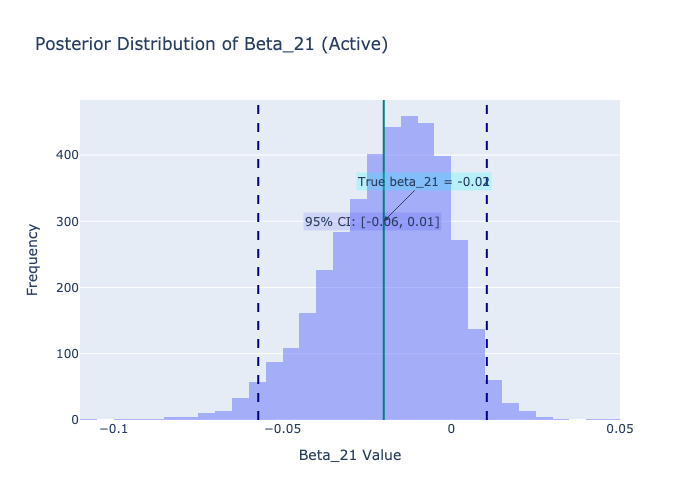 Posterior Distribution of Beta_21 (Active)
400
300
200
100
0
Frequency
True beta_21 = -0.02
95% CI: [-0.06, 0.01]
−0.1
−0.05
0
0.05
Beta_21 Value